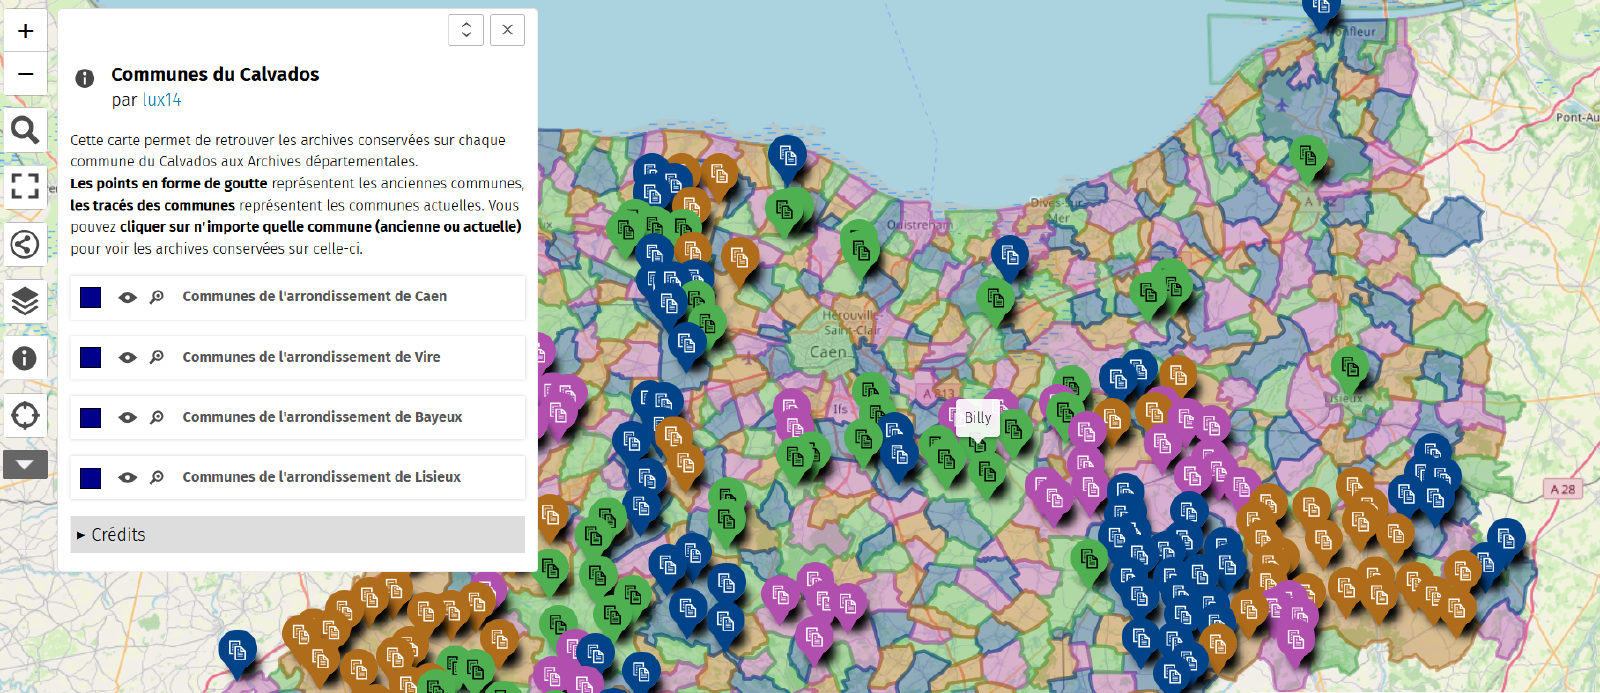 +
−
Communes du Calvados
par lux14
Cette carte permet de retrouver les archives conservées sur chaque
commune du Calvados aux Archives départementales.
Les points en forme de goutte représentent les anciennes communes,
les tracés des communes représentent les communes actuelles. Vous
pouvez cliquer sur n'importe quelle commune (ancienne ou actuelle)
pour voir les archives conservées sur celle-ci.
Communes de l'arrondissement de Caen
Communes de l'arrondissement de Vire
Communes de l'arrondissement de Bayeux
Communes de l'arrondissement de Lisieux
Crédits
Honfleur
Pont-Au
A 132
Dives-sur-
Mer
Ouistreham
Hérouville-
Saint-Clair
Caen
A 813
Ifs
Billy
Lisieux
A 28